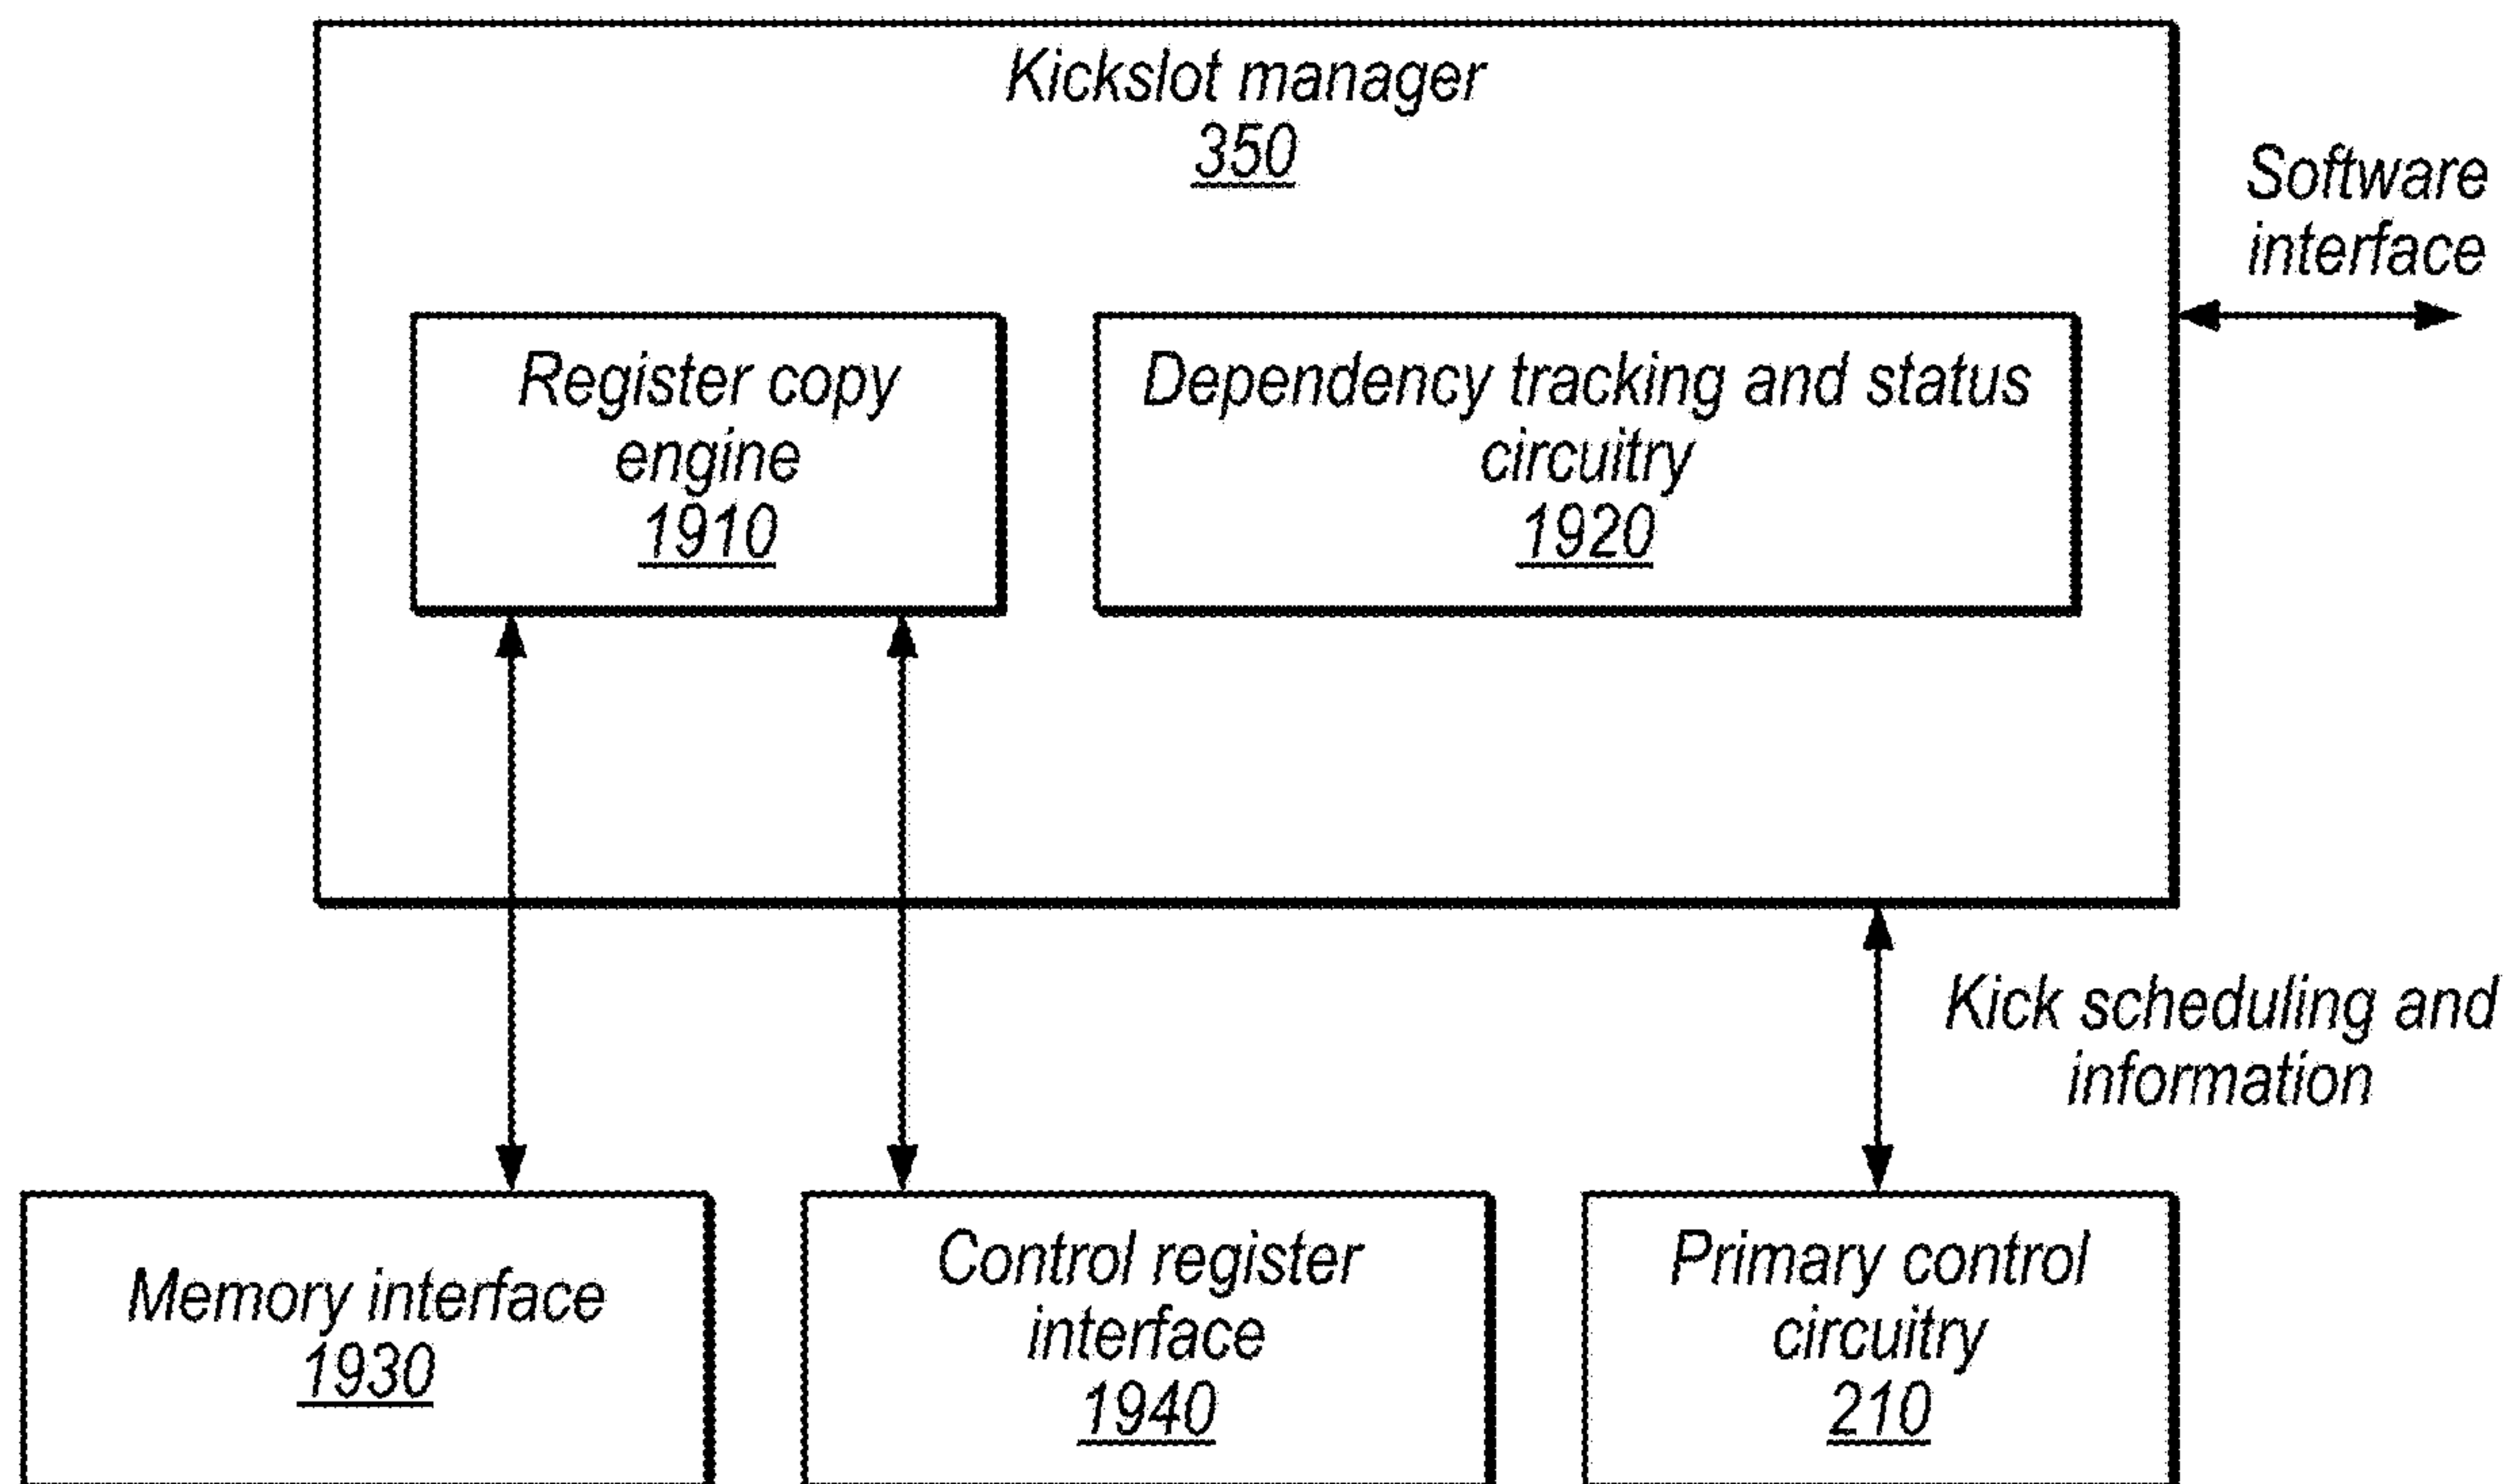 Kickslot manager
350
Software
interface
Register copy
engine
1910
Dependency tracking and status
circuitry
1920
Kick scheduling and
information
Memory interface
1930
Control register
interface
1940
Primary control
circuitry
210